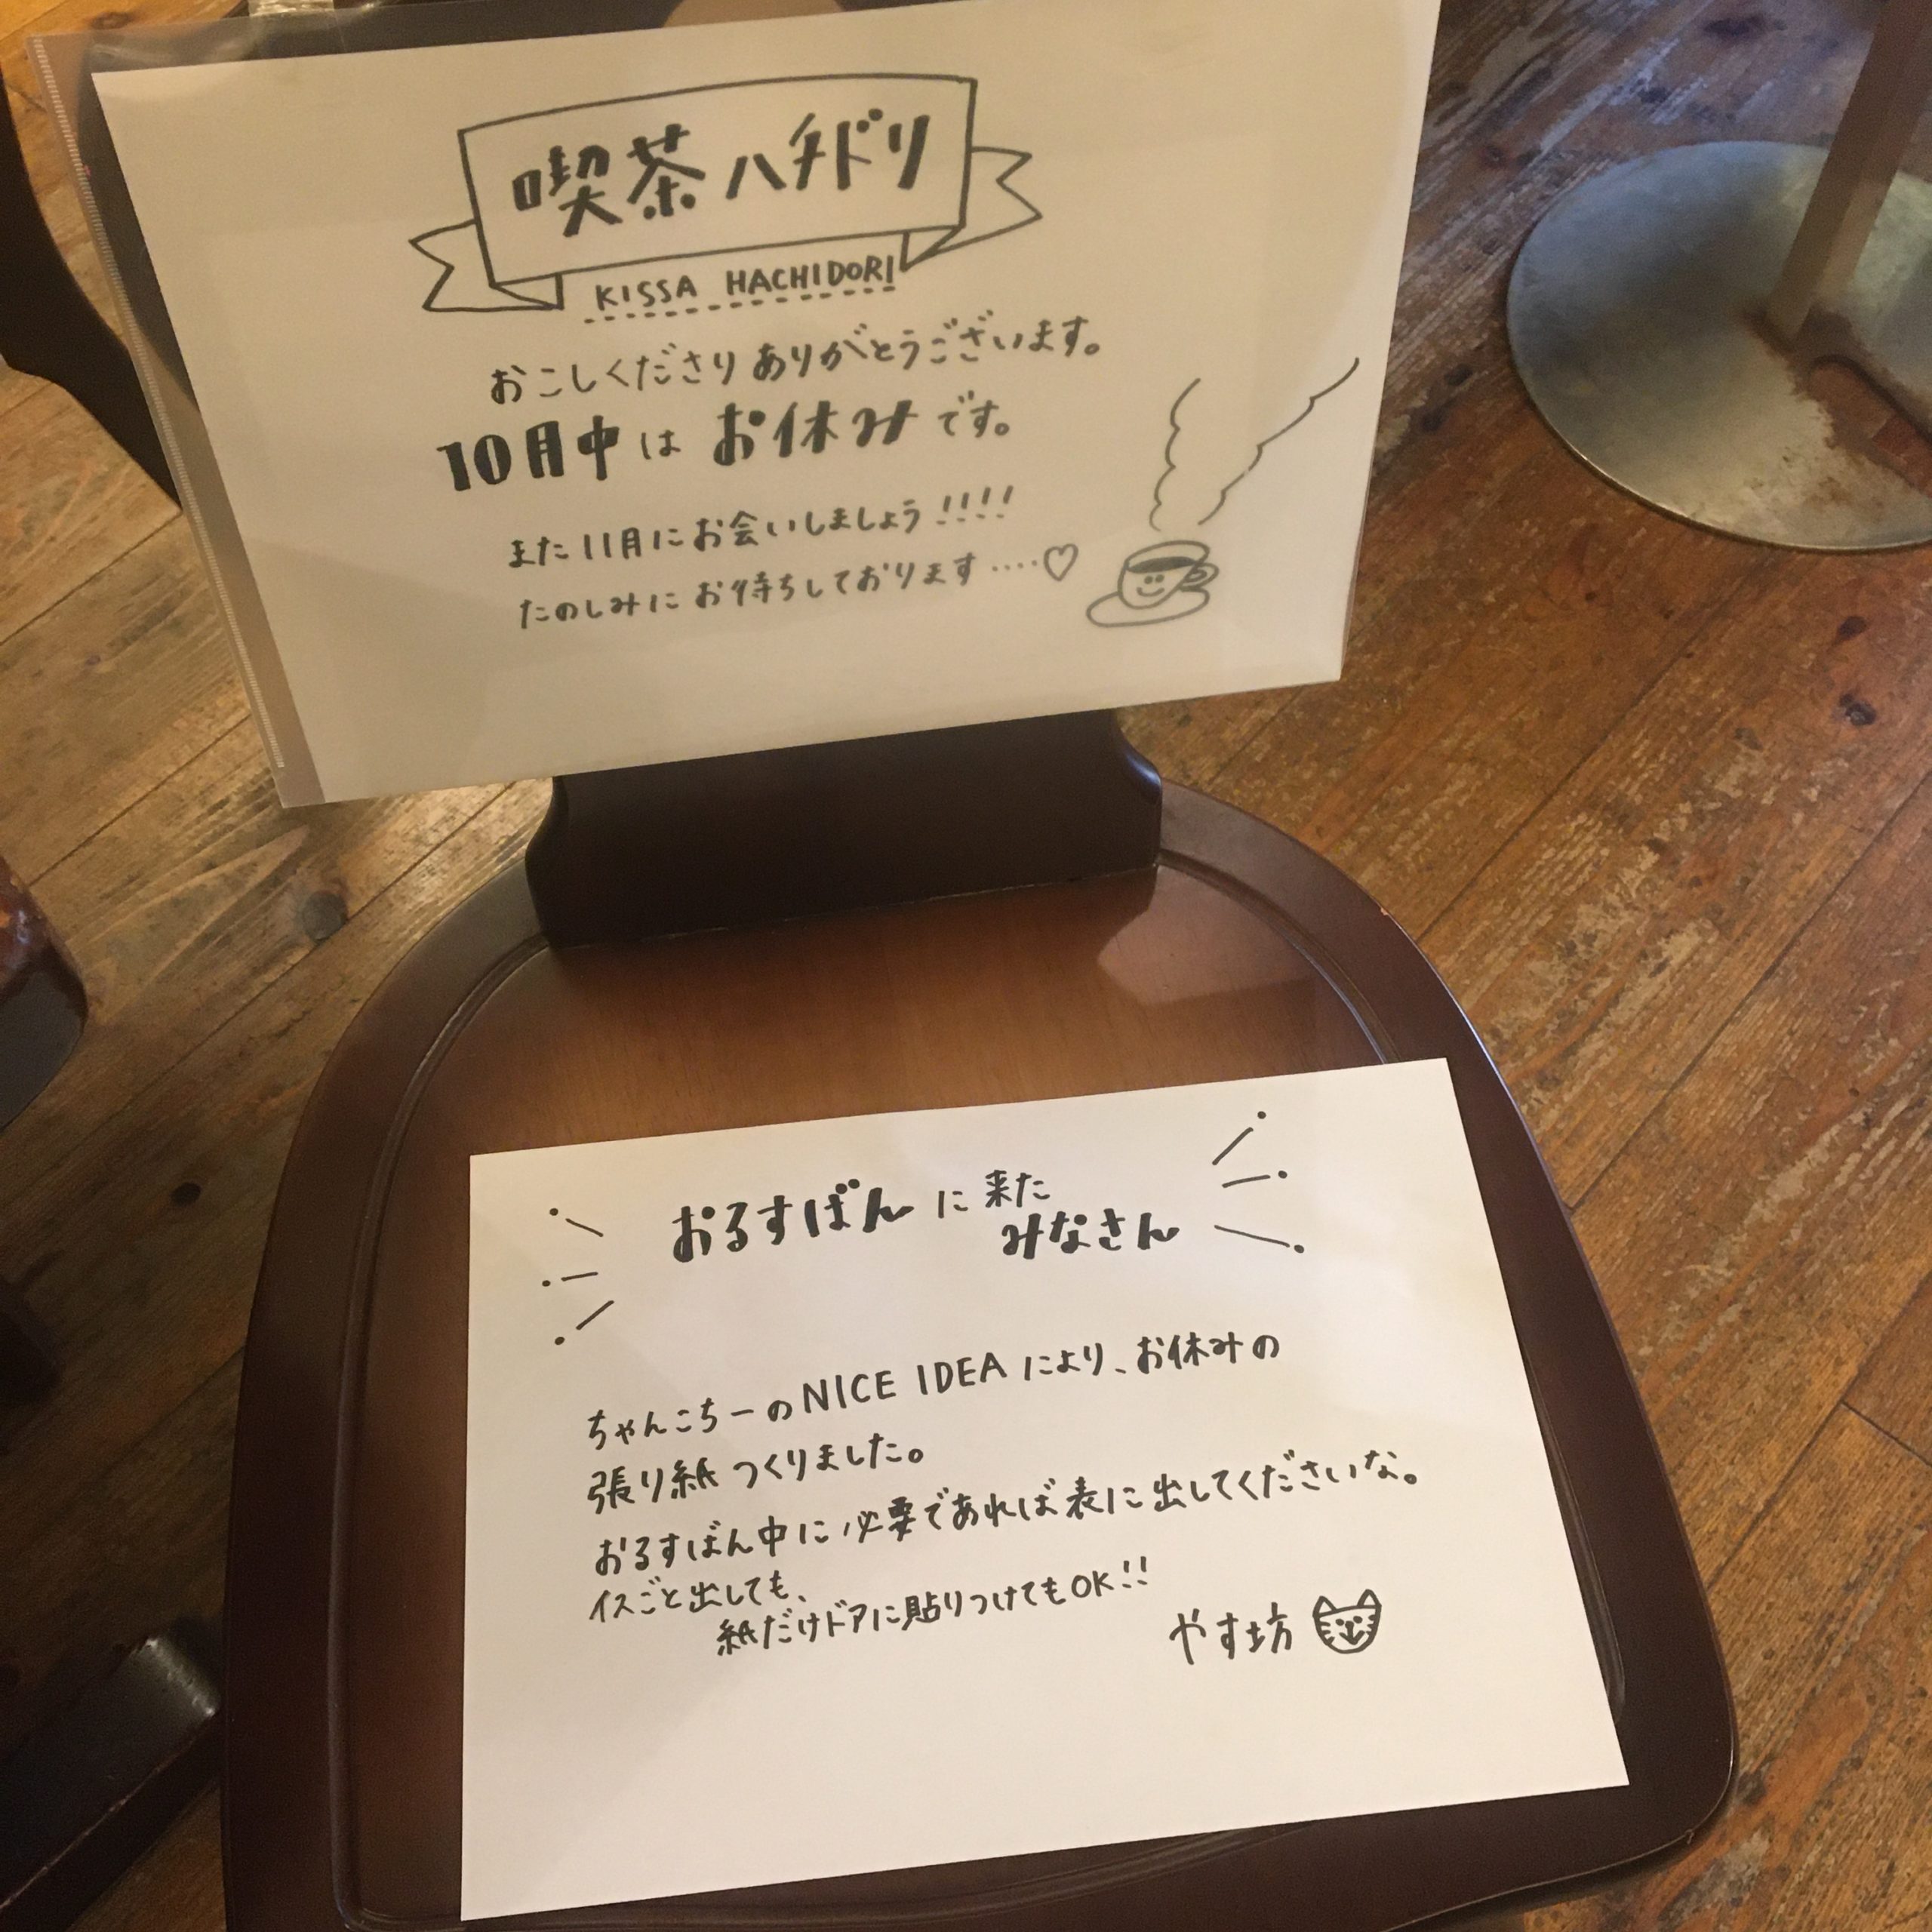 喫茶ハチドリ
KISSA HACHIDORI
おこしくださりありがとうございます。
10月中はお休みです。
また11月にお会いしましょう!!!!
たのしみにお待ちしております‥‥♡
おるすばんに来た
みなさん
ちゃんこちーのNICE IDEAにより、お休みの
張り紙つくりました。
おるすばん中に必要であれば表に出してくださいな。
イスごと出しても、
紙だけドアに貼りつけてもOK!!
やす坊